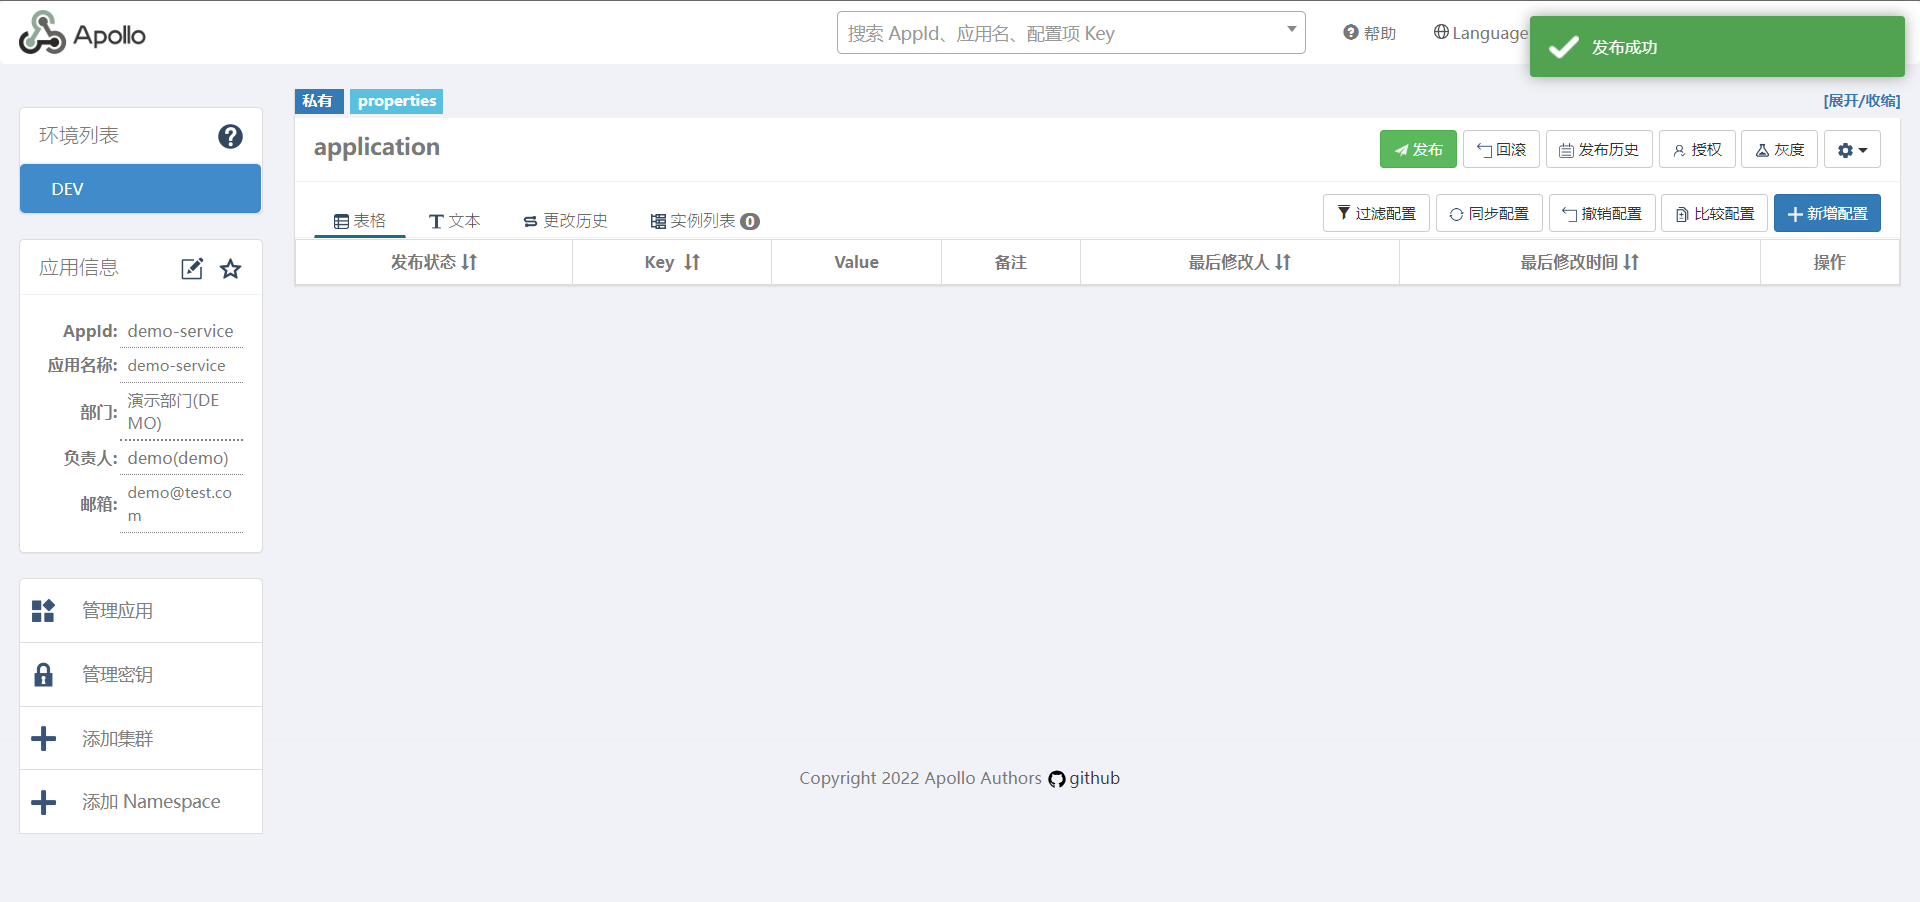 Apollo
搜索 AppId、应用名、配置项 Key
帮助
Language
发布成功
私有 properties
[展开/收缩]
环境列表
DEV
application
发布 回滚 发布历史 授权 灰度
表格 文本 更改历史 实例列表 0
过滤配置 同步配置 撤销配置 比较配置 新增配置
发布状态 Key Value 备注 最后修改人 最后修改时间 操作
应用信息
AppId: demo-service
应用名称: demo-service
部门: 演示部门(DE
MO)
负责人: demo(demo)
邮箱: demo@test.co
m
管理应用
管理密钥
添加集群
添加 Namespace
Copyright 2022 Apollo Authors github